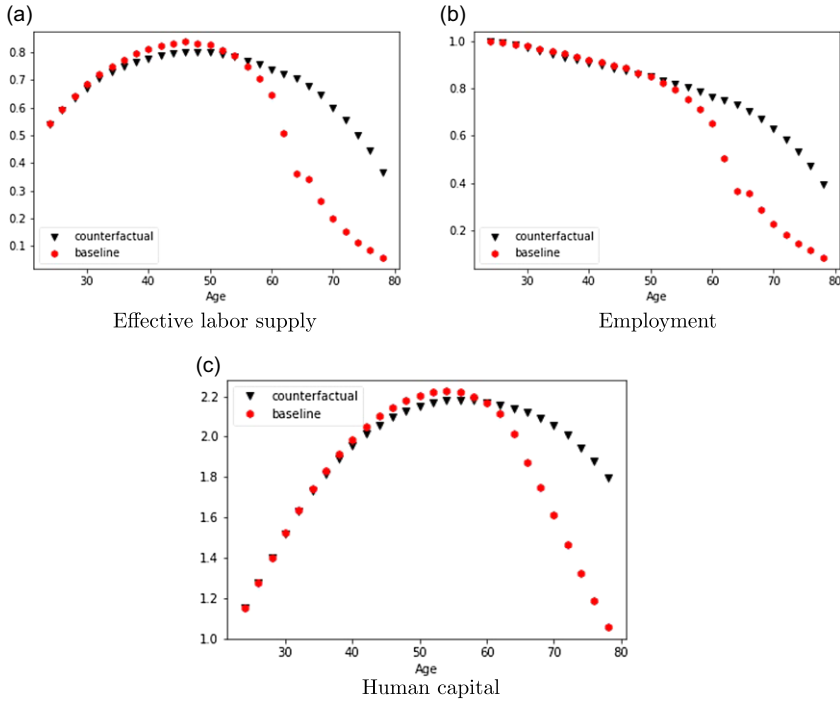 (a)
0.8
0.7
0.6
0.5
0.4
0.3
0.2
0.1
counterfactual
baseline
30 40 50 60 70 80
Age
Effective labor supply
(b)
1.0
0.8
0.6
0.4
0.2
counterfactual
baseline
30 40 50 60 70 80
Age
Employment
(c)
2.2
2.0
1.8
1.6
1.4
1.2
1.0
counterfactual
baseline
30 40 50 60 70 80
Age
Human capital